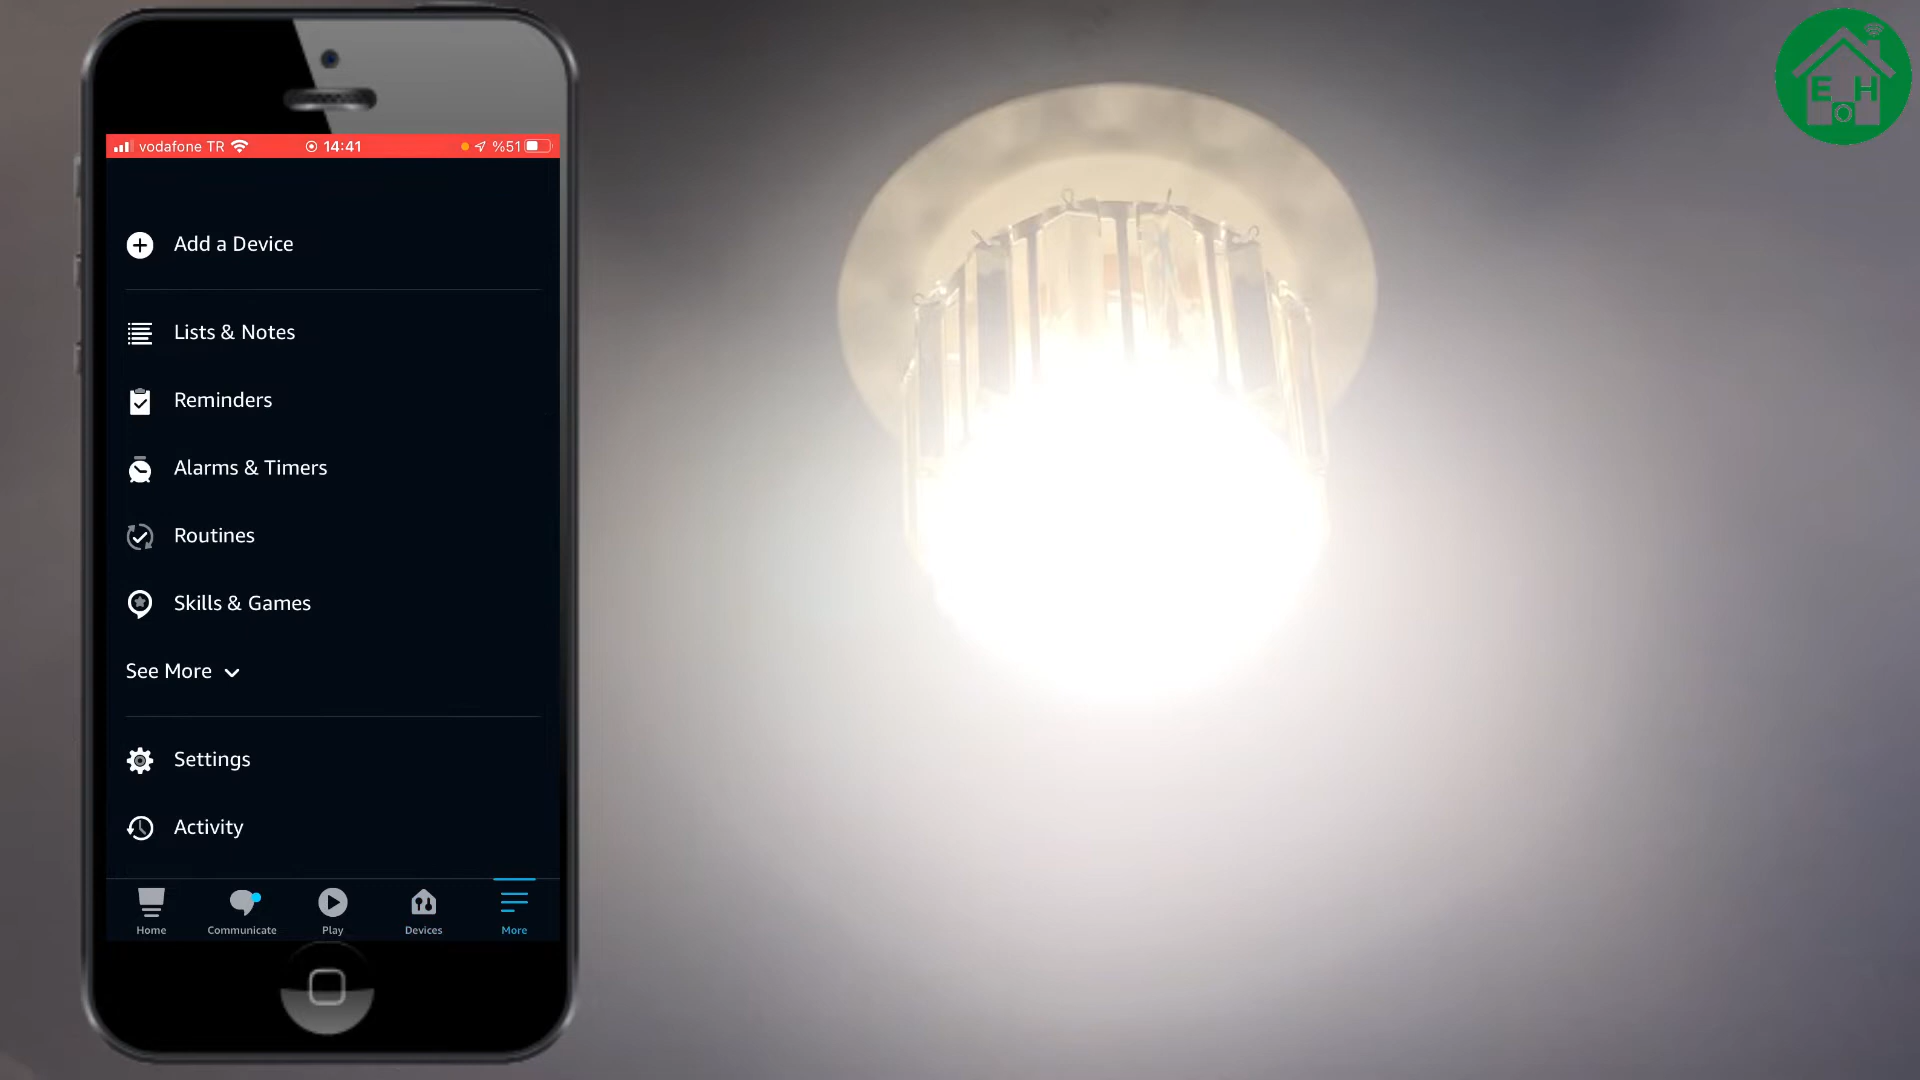 vodafone TR 14:41 %51
Add a Device
Lists & Notes
Reminders
Alarms & Timers
Routines
Skills & Games
See More
Settings
Activity
Home Communicate Play Devices More
E H